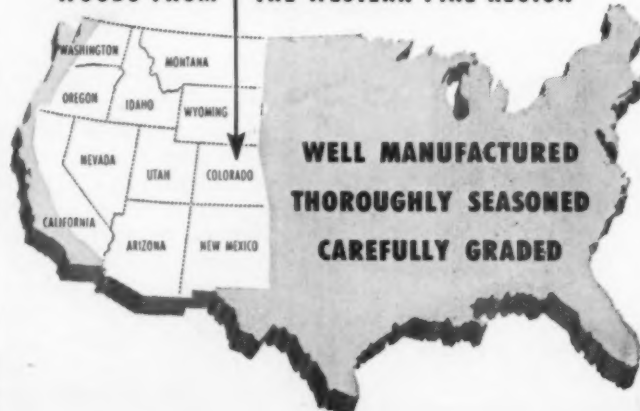 WOODS FROM THE WESTERN PINE REGION
WASHINGTON
MONTANA
OREGON
IDAHO
WYOMING
NEVADA
UTAH
COLORADO
CALIFORNIA
ARIZONA
NEW MEXICO
WELL MANUFACTURED
THOROUGHLY SEASONED
CAREFULLY GRADED